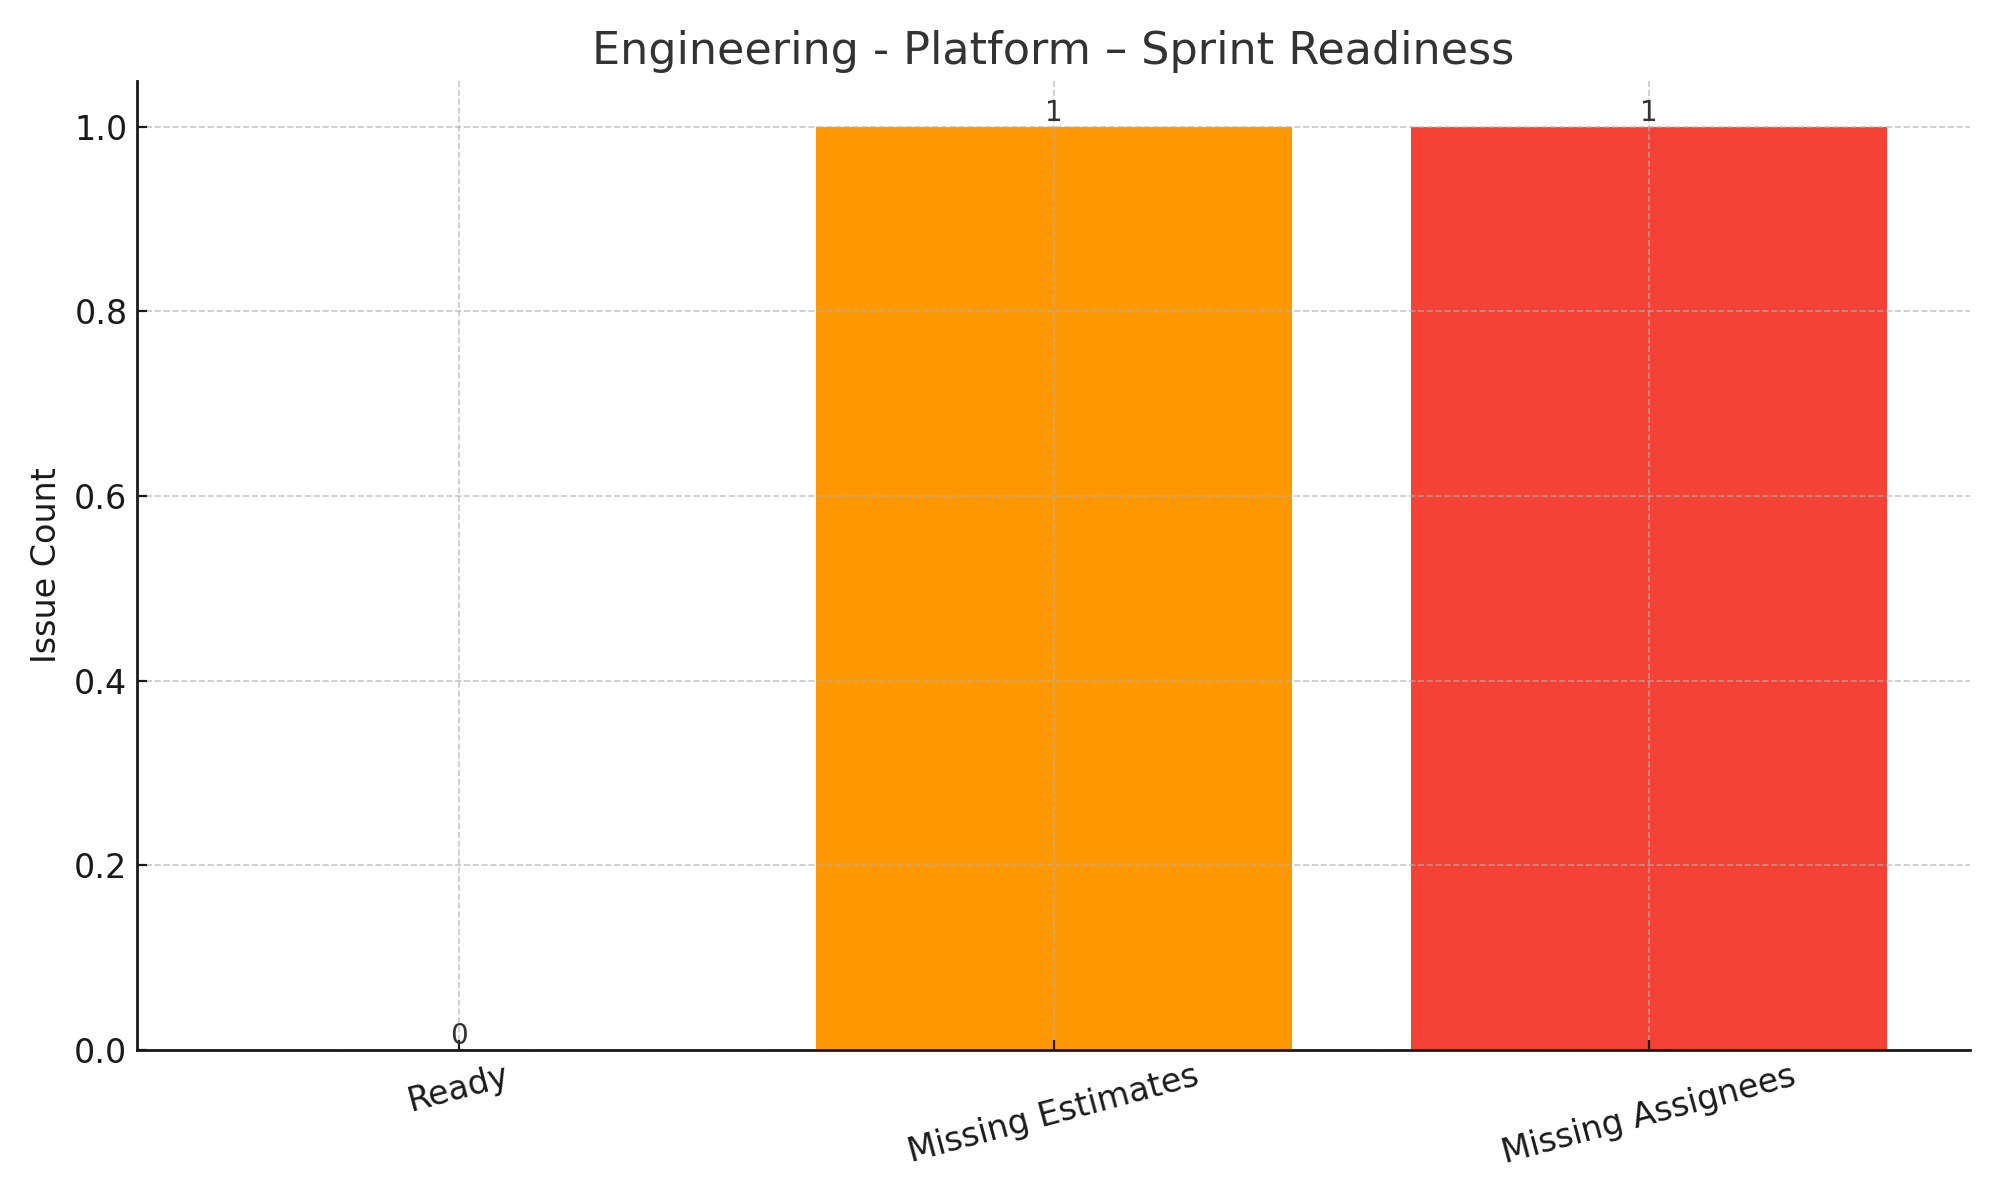 Engineering - Platform – Sprint Readiness
1
1
1.0
0.8
0.6
0.4
0.2
0.0
0
Issue Count
Ready
Missing Estimates
Missing Assignees